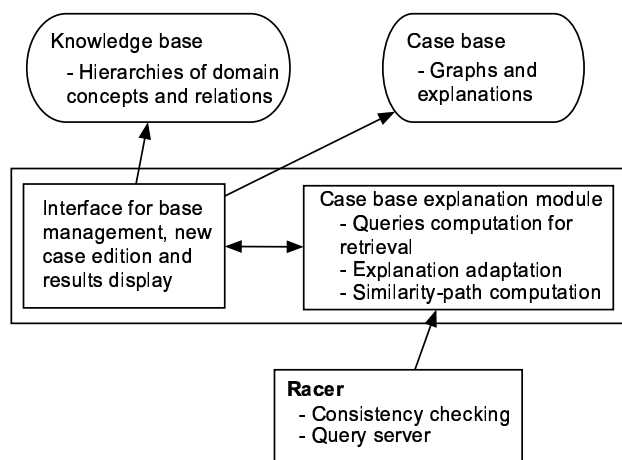 Knowledge base
- Hierarchies of domain
concepts and relations
Case base
- Graphs and
explanations
Interface for base
management, new
case edition and
results display
Case base explanation module
- Queries computation for
retrieval
- Explanation adaptation
- Similarity-path computation
Racer
- Consistency checking
- Query server